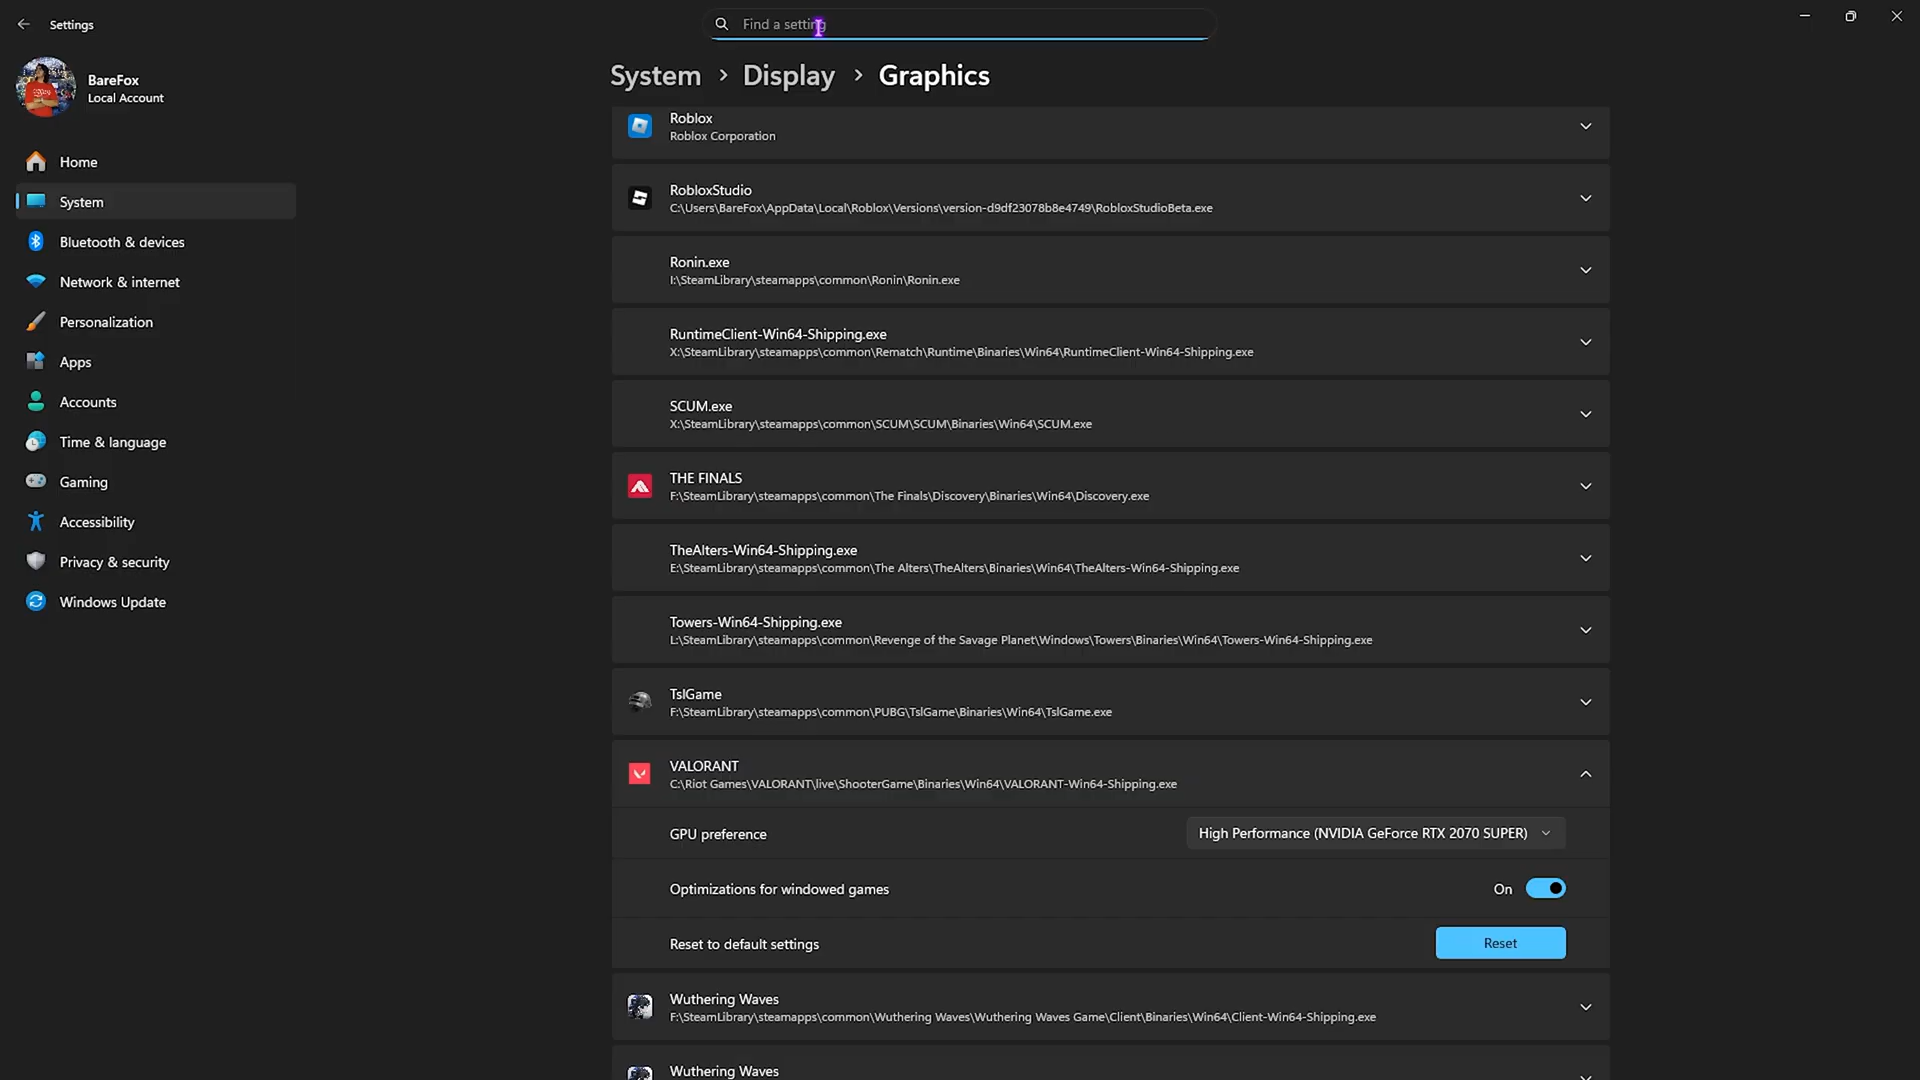 Settings
Find a setting
BareFox
Local Account
Home
System
Bluetooth & devices
Network & internet
Personalization
Apps
Accounts
Time & language
Gaming
Accessibility
Privacy & security
Windows Update
System > Display > Graphics
Roblox
Roblox Corporation
RobloxStudio
C:\Users\BareFox\AppData\Local\Roblox\Versions\version-d9df23078b8e4749\RobloxStudioBeta.exe
Ronin.exe
I:\SteamLibrary\steamapps\common\Ronin\Ronin.exe
RuntimeClient-Win64-Shipping.exe
X:\SteamLibrary\steamapps\common\Rematch\Runtime\Binaries\Win64\RuntimeClient-Win64-Shipping.exe
SCUM.exe
X:\SteamLibrary\steamapps\common\SCUM\SCUM\Binaries\Win64\SCUM.exe
THE FINALS
F:\SteamLibrary\steamapps\common\The Finals\Discovery\Binaries\Win64\Discovery.exe
TheAlters-Win64-Shipping.exe
E:\SteamLibrary\steamapps\common\The Alters\TheAlters\Binaries\Win64\TheAlters-Win64-Shipping.exe
Towers-Win64-Shipping.exe
L:\SteamLibrary\steamapps\common\Revenge of the Savage Planet\Windows\Towers\Binaries\Win64\Towers-Win64-Shipping.exe
TslGame
F:\SteamLibrary\steamapps\common\PUBG\TslGame\Binaries\Win64\TslGame.exe
VALORANT
C:\Riot Games\VALORANT\live\ShooterGame\Binaries\Win64\VALORANT-Win64-Shipping.exe
GPU preference
High Performance (NVIDIA GeForce RTX 2070 SUPER)
Optimizations for windowed games
On
Reset to default settings
Reset
Wuthering Waves
F:\SteamLibrary\steamapps\common\Wuthering Waves\Wuthering Waves Game\Client\Binaries\Win64\Client-Win64-Shipping.exe
Wuthering Waves